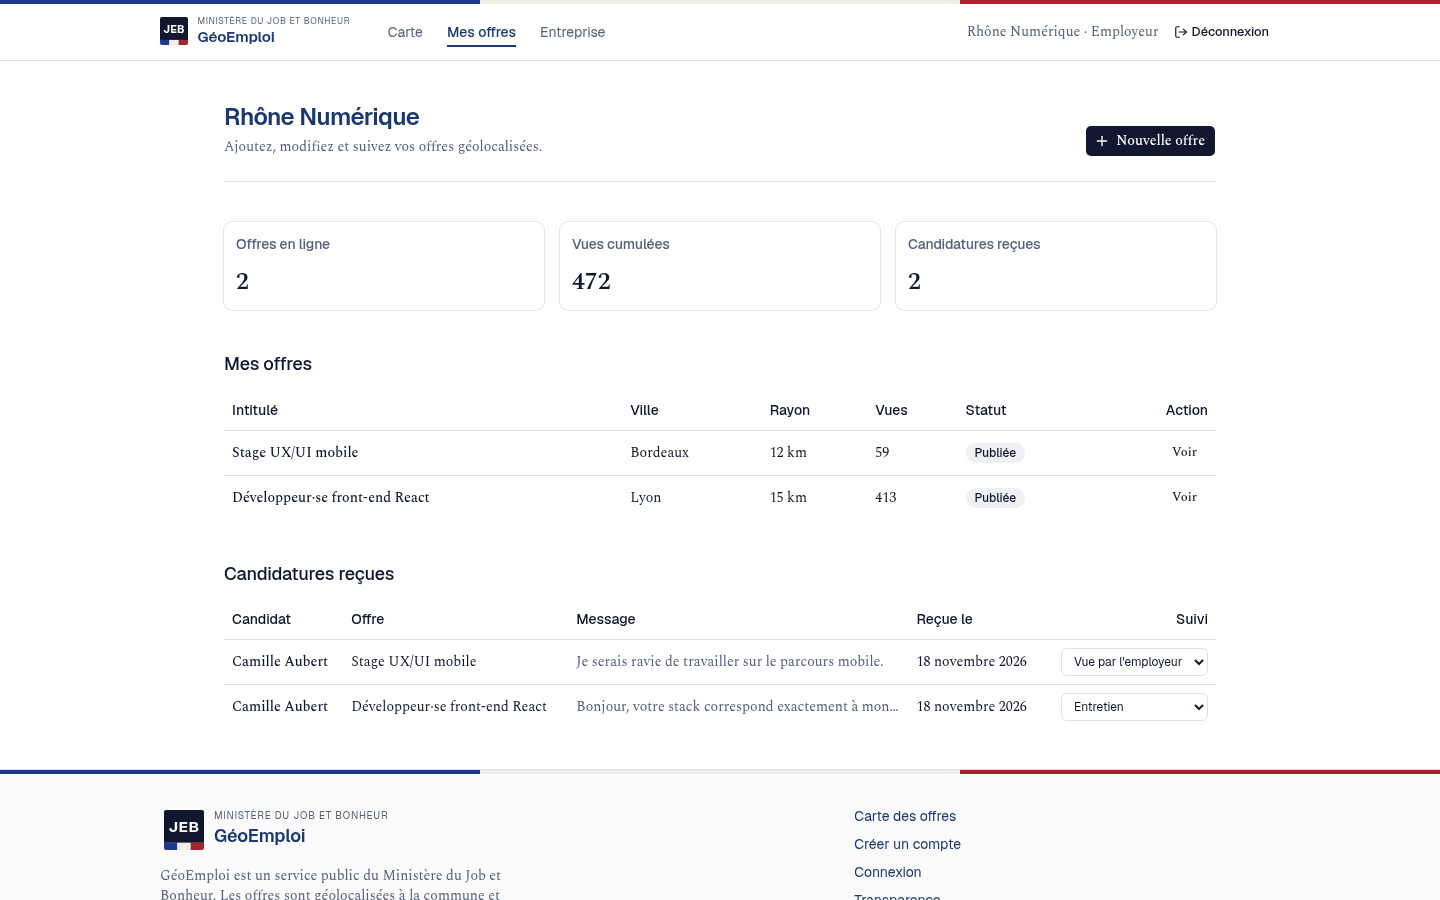 JEB
MINISTÈRE DU JOB ET BONHEUR
GéoEmploi
Carte
Mes offres
Entreprise
Rhône Numérique · Employeur
Déconnexion
Rhône Numérique
Ajoutez, modifiez et suivez vos offres géolocalisées.
+ Nouvelle offre
Offres en ligne
2
Vues cumulées
472
Candidatures reçues
2
Mes offres
Intitulé Ville Rayon Vues Statut Action
Stage UX/UI mobile Bordeaux 12 km 59 Publiée Voir
Développeur·se front-end React Lyon 15 km 413 Publiée Voir
Candidatures reçues
Candidat Offre Message Reçue le Suivi
Camille Aubert Stage UX/UI mobile Je serais ravie de travailler sur le parcours mobile. 18 novembre 2026 Vue par l'employeur
Camille Aubert Développeur·se front-end React Bonjour, votre stack correspond exactement à mon… 18 novembre 2026 Entretien
JEB
MINISTÈRE DU JOB ET BONHEUR
GéoEmploi
GéoEmploi est un service public du Ministère du Job et
Bonheur. Les offres sont géolocalisées à la commune et
Carte des offres
Créer un compte
Connexion
Transparence